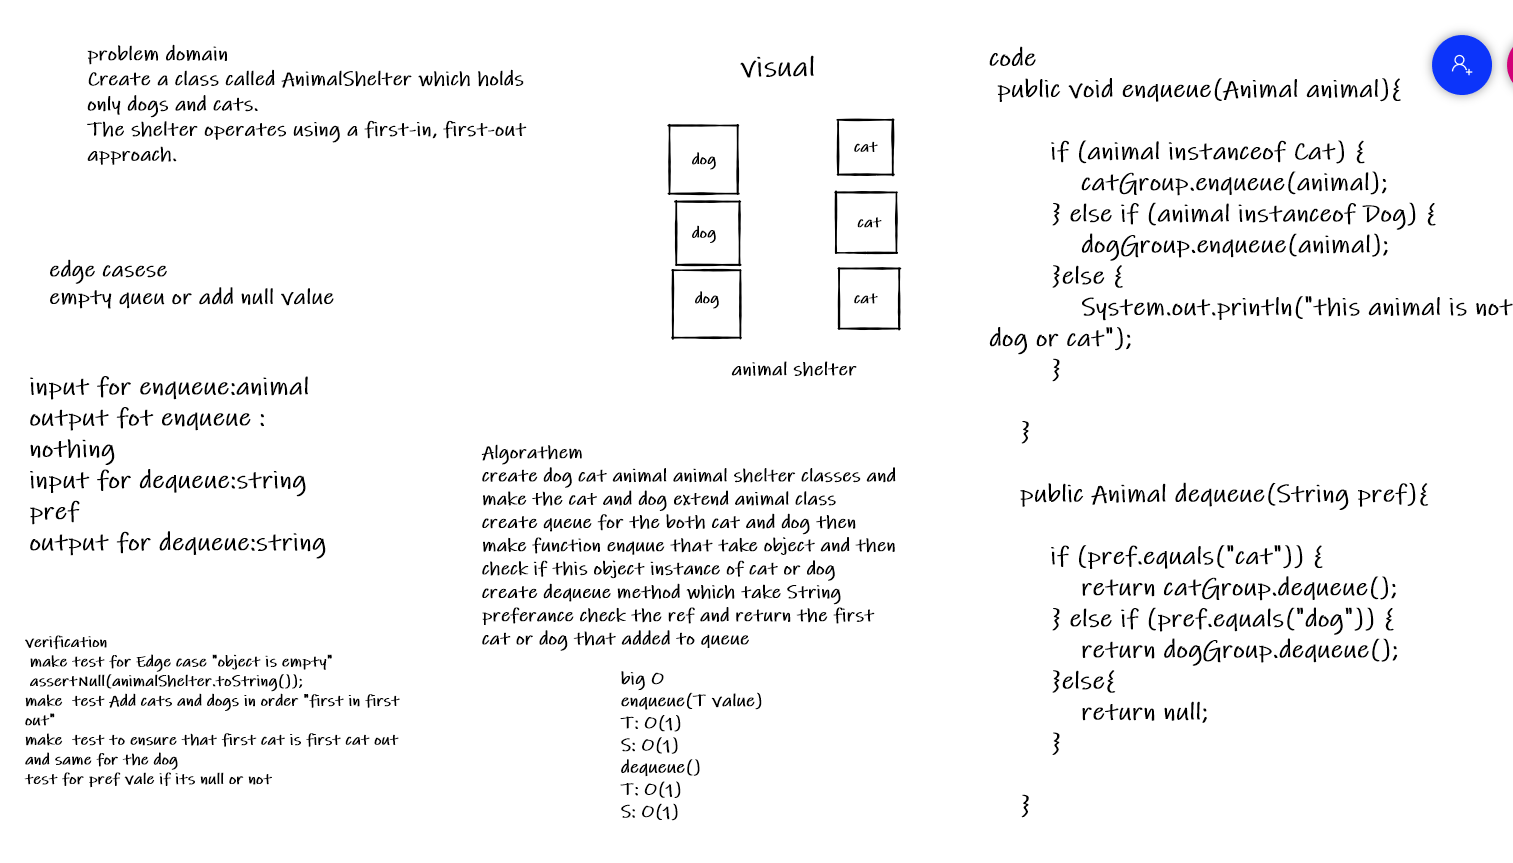 problem domain
Create a class called AnimalShelter which holds
only dogs and cats.
The shelter operates using a first-in, first-out
approach.
edge casese
empty queu or add null value
input for enqueue:animal
output fot enqueue :
nothing
input for dequeue:string
pref
output for dequeue:string
verification
make test for Edge case "object is empty"
assertNull(animalShelter.toString());
make  test Add cats and dogs in order "first in first
out"
make  test to ensure that first cat is first cat out
and same for the dog
test for pref vale if its null or not
visual
dog
cat
dog
cat
dog
cat
animal shelter
Algorathem
create dog cat animal animal shelter classes and
make the cat and dog extend animal class
create queue for the both cat and dog then
make function enquue that take object and then
check if this object instance of cat or dog
create dequeue method which take String
preferance check the ref and return the first
cat or dog that added to queue
big O
enqueue(T value)
T: O(1)
S: O(1)
dequeue()
T: O(1)
S: O(1)
code
public void enqueue(Animal animal){
if (animal instanceof Cat) {
catGroup.enqueue(animal);
} else if (animal instanceof Dog) {
dogGroup.enqueue(animal);
}else {
System.out.println("this animal is not
dog or cat");
}
}
public Animal dequeue(String pref){
if (pref.equals("cat")) {
return catGroup.dequeue();
} else if (pref.equals("dog")) {
return dogGroup.dequeue();
}else{
return null;
}
}